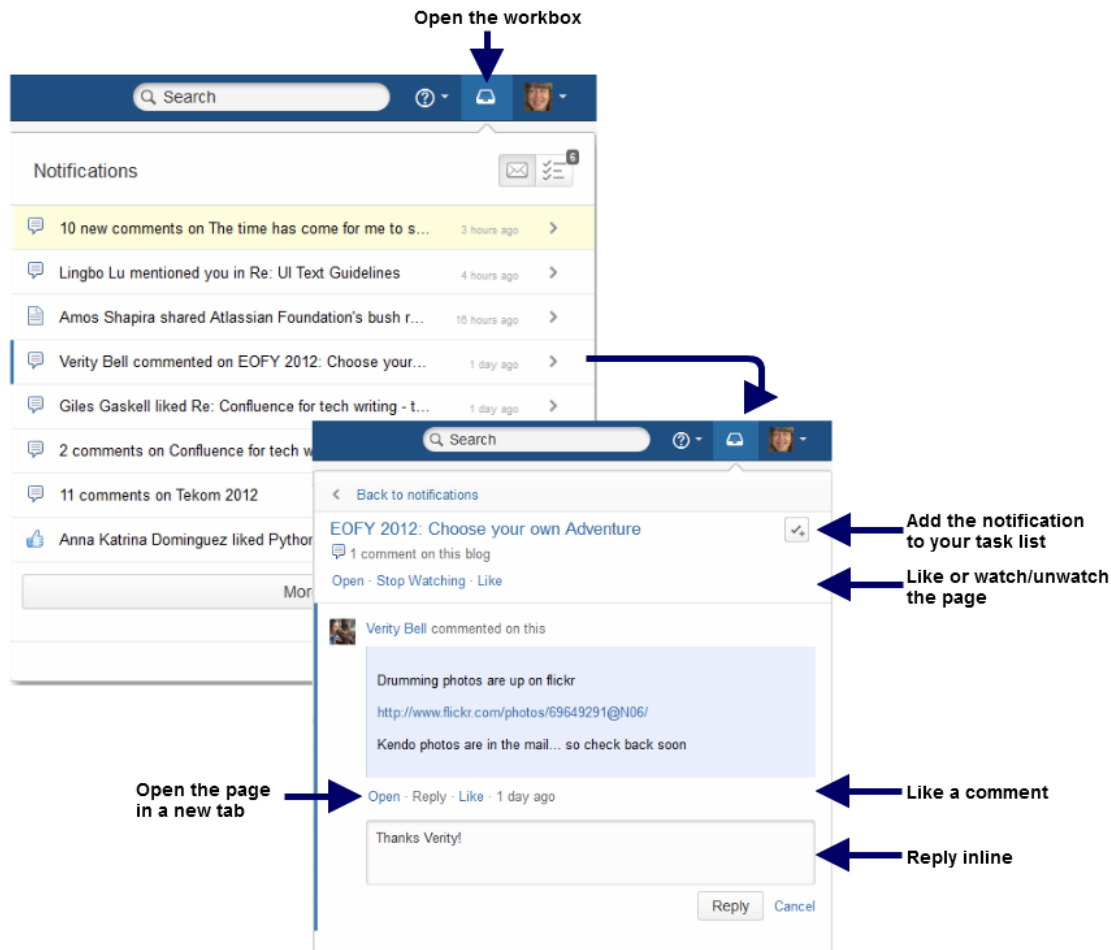 Open the workbox
Search
Notifications
6
10 new comments on The time has come for me to s... 3 hours ago
Lingbo Lu mentioned you in Re: UI Text Guidelines 4 hours ago
Amos Shapira shared Atlassian Foundation's bush r... 16 hours ago
Verity Bell commented on EOFY 2012: Choose your... 1 day ago
Giles Gaskell liked Re: Confluence for tech writing - t... 1 day ago
2 comments on Confluence for tech w
11 comments on Tekom 2012
Anna Katrina Dominguez liked Python
Mor
Search
Back to notifications
EOFY 2012: Choose your own Adventure
1 comment on this blog
Open · Stop Watching · Like
Add the notification
to your task list
Like or watch/unwatch
the page
Verity Bell commented on this
Drumming photos are up on flickr
http://www.flickr.com/photos/69649291@N06/
Kendo photos are in the mail... so check back soon
Open the page
in a new tab
Open · Reply · Like · 1 day ago
Like a comment
Thanks Verity!
Reply inline
Reply Cancel